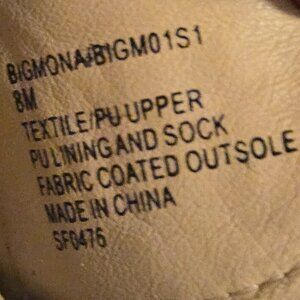 BIGMONA/BIGM01S1
8M
TEXTILE/PU UPPER
PU LINING AND SOCK
FABRIC COATED OUTSOLE
MADE IN CHINA
SF0476